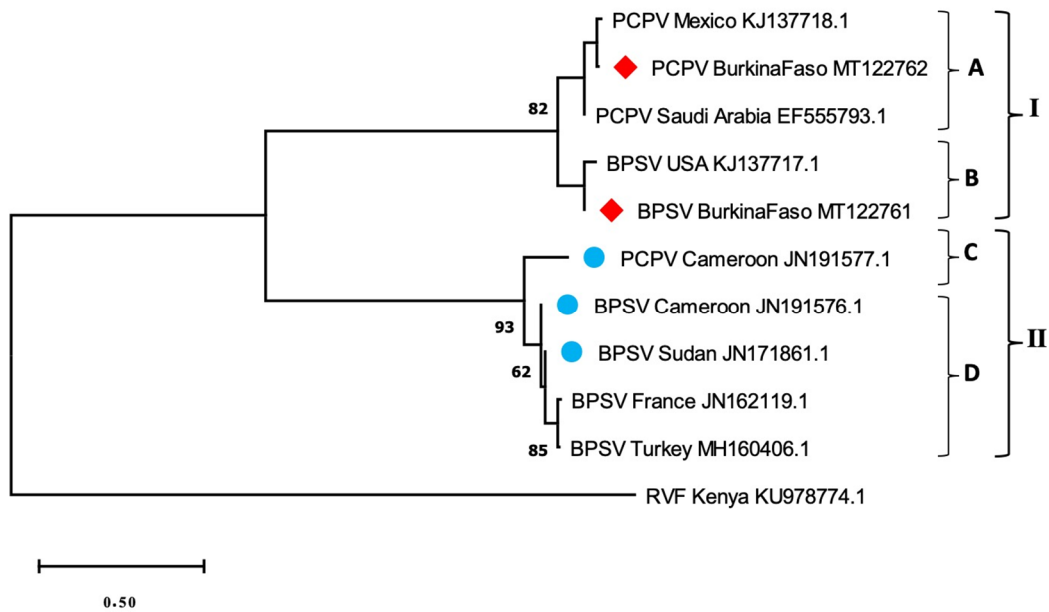 PCPV Mexico KJ137718.1
PCPV BurkinaFaso MT122762
A
I
82
PCPV Saudi Arabia EF555793.1
BPSV USA KJ137717.1
B
BPSV BurkinaFaso MT122761
PCPV Cameroon JN191577.1
C
BPSV Cameroon JN191576.1
93
II
BPSV Sudan JN171861.1
62
D
BPSV France JN162119.1
85
BPSV Turkey MH160406.1
RVF Kenya KU978774.1
0.50